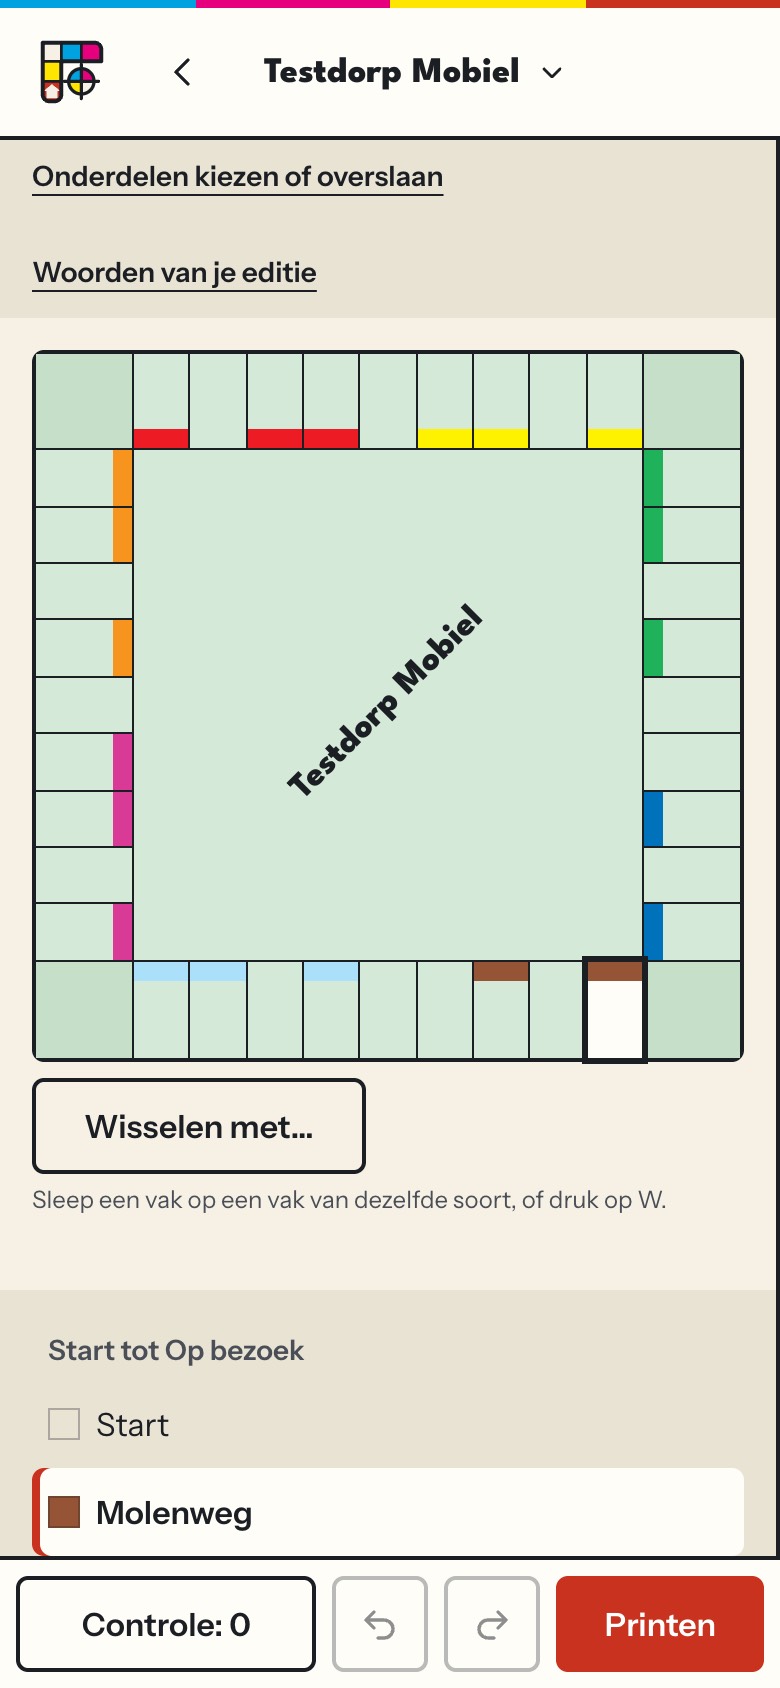 Testdorp Mobiel
Onderdelen kiezen of overslaan
Woorden van je editie
Testdorp Mobiel
Wisselen met...
Sleep een vak op een vak van dezelfde soort, of druk op W.
Start tot Op bezoek
Start
Molenweg
Controle: 0
Printen